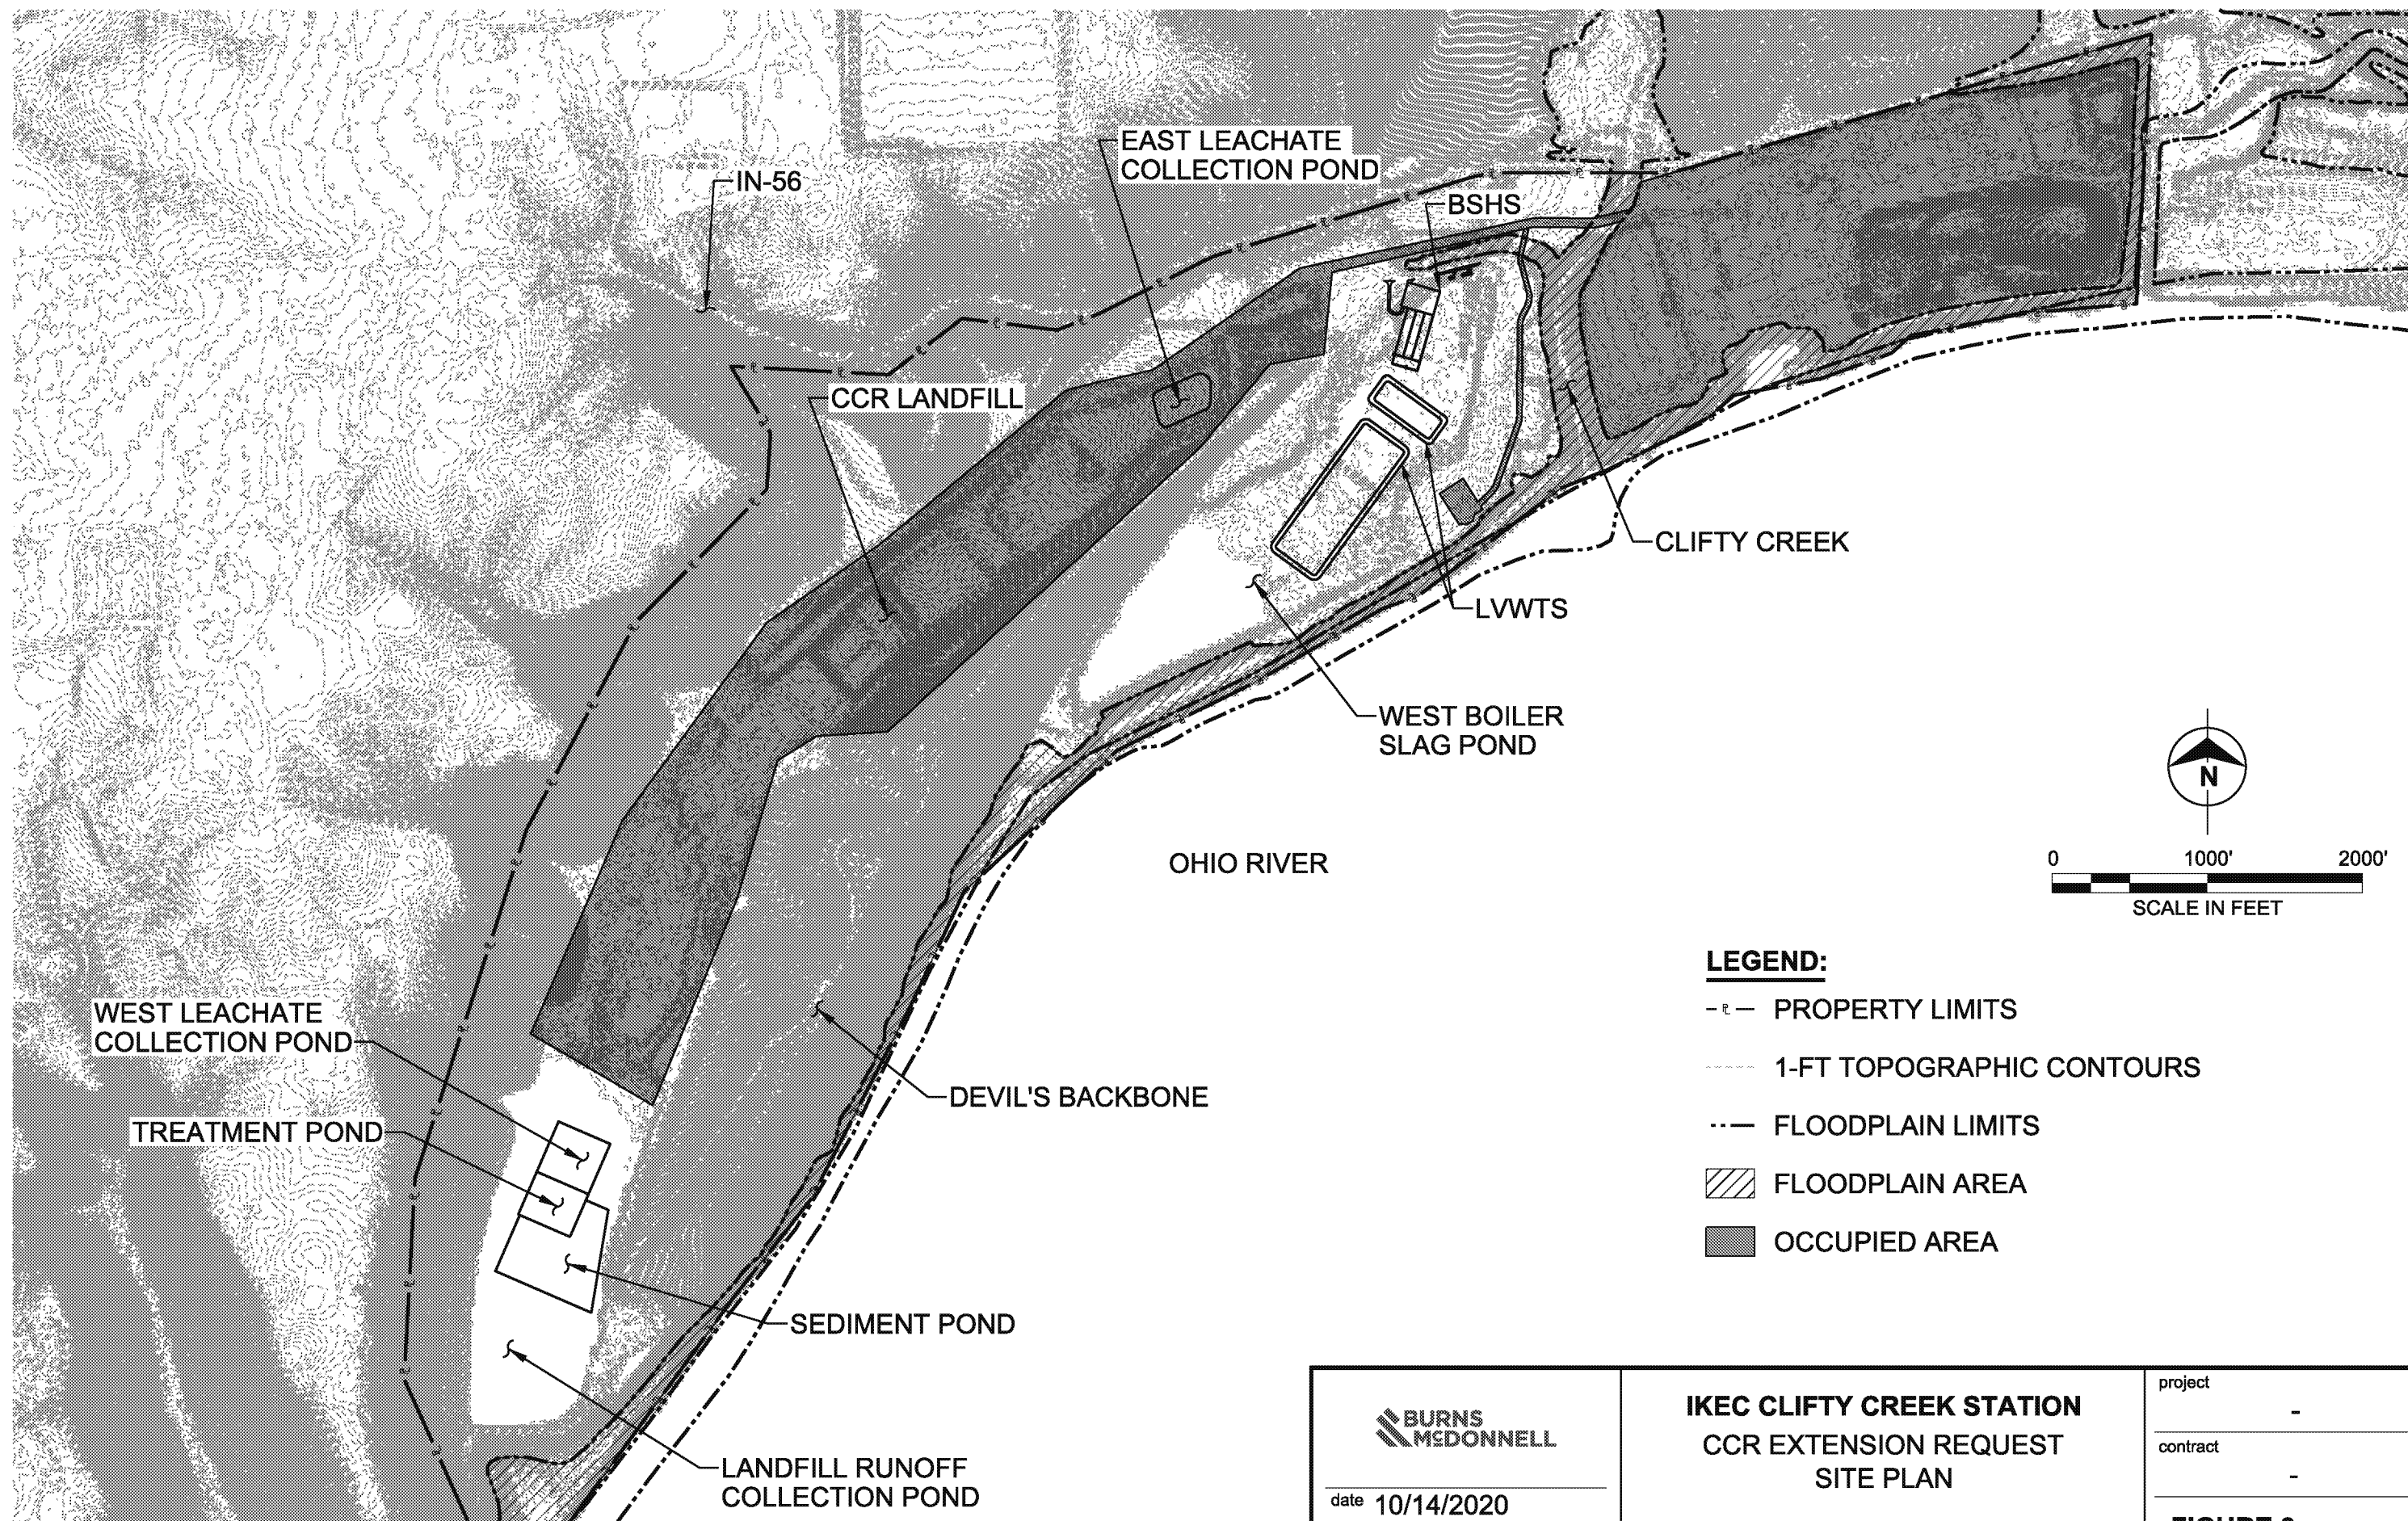 EAST LEACHATE
COLLECTION POND
IN-56
BSHS
CCR LANDFILL
CLIFTY CREEK
LVWTS
WEST BOILER
SLAG POND
N
0 1000' 2000'
SCALE IN FEET
OHIO RIVER
LEGEND:
PROPERTY LIMITS
1-FT TOPOGRAPHIC CONTOURS
FLOODPLAIN LIMITS
FLOODPLAIN AREA
OCCUPIED AREA
WEST LEACHATE
COLLECTION POND
DEVIL'S BACKBONE
TREATMENT POND
SEDIMENT POND
LANDFILL RUNOFF
COLLECTION POND
BURNS
McDONNELL
date 10/14/2020
IKEC CLIFTY CREEK STATION
CCR EXTENSION REQUEST
SITE PLAN
project
-
contract
-